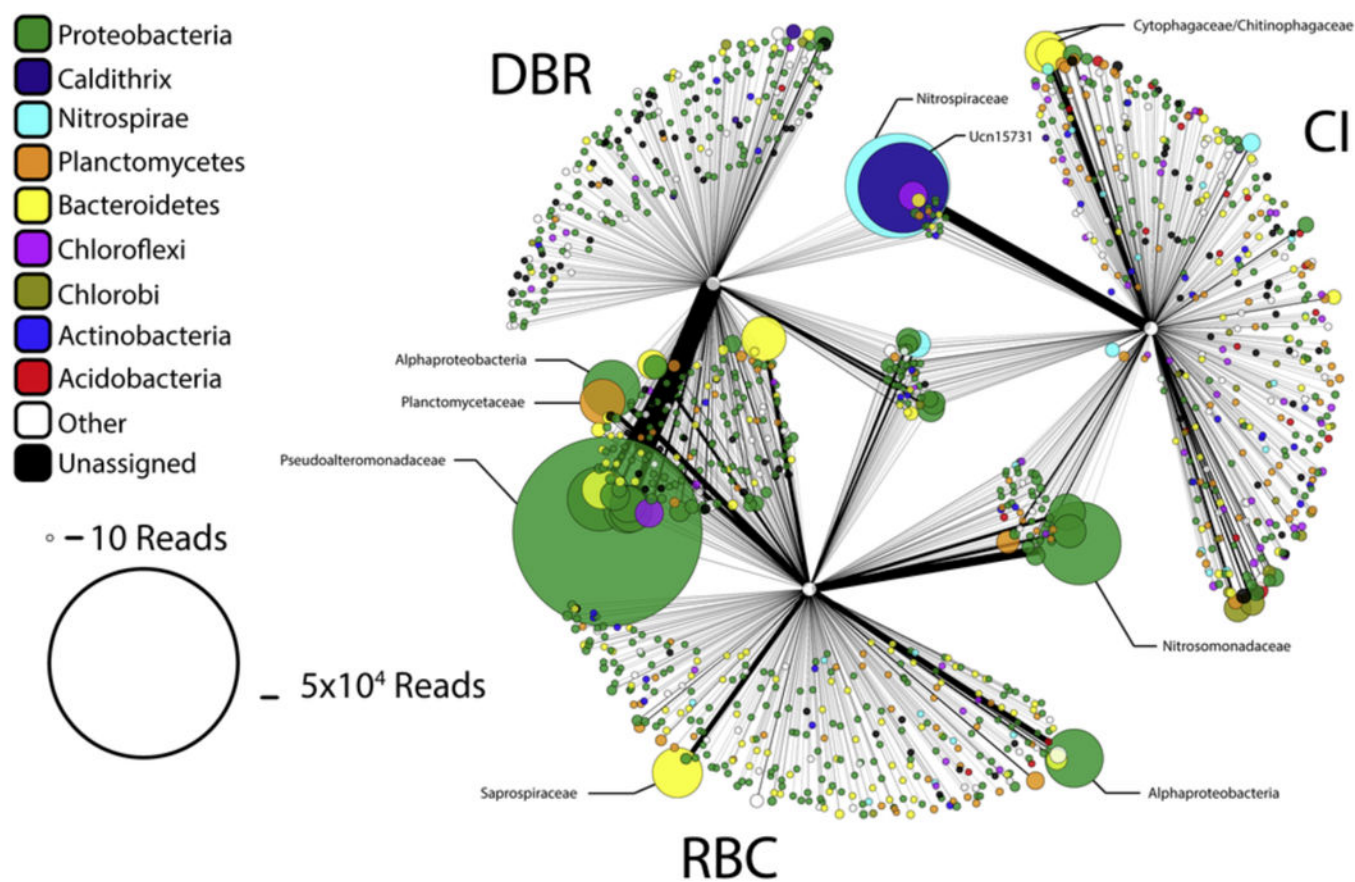 Proteobacteria
Caldithrix
Nitrospirae
Planctomycetes
Bacteroidetes
Chloroflexi
Chlorobi
Actinobacteria
Acidobacteria
Other
Unassigned
10 Reads
5x10⁴ Reads
DBR
Cytophagaceae/Chitinophagaceae
Nitrospiraceae
Ucn15731
CI
Alphaproteobacteria
Planctomycetaceae
Pseudoalteromonadaceae
Nitrosomonadaceae
Saprospiraceae
Alphaproteobacteria
RBC